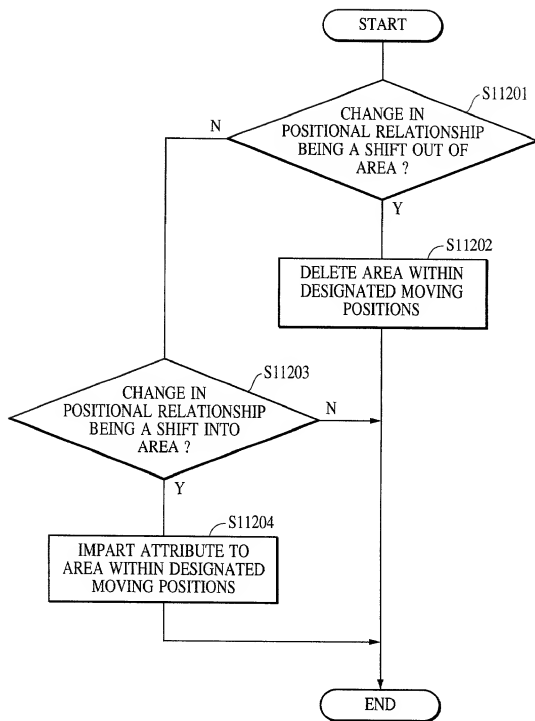 START
S11201
CHANGE IN
POSITIONAL RELATIONSHIP
BEING A SHIFT OUT OF
AREA ?
N
Y
S11202
DELETE AREA WITHIN
DESIGNATED MOVING
POSITIONS
S11203
CHANGE IN
POSITIONAL RELATIONSHIP
BEING A SHIFT INTO
AREA ?
N
Y
S11204
IMPART ATTRIBUTE TO
AREA WITHIN DESIGNATED
MOVING POSITIONS
END